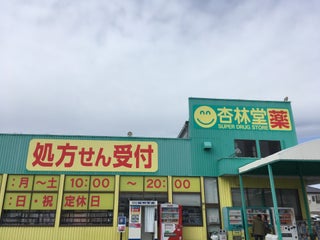 杏林堂 薬
SUPER DRUG STORE
処方せん受付
:月〜土 10:00 〜 20:00
:日・祝 定休日